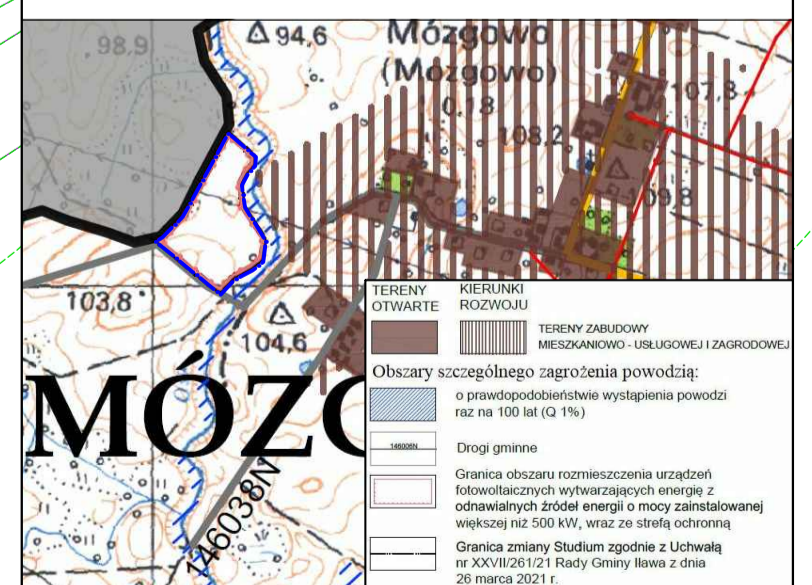 98,9
94,6
Mózgowo
(Mózgowo)
0,18
107,8
108,2
09,8
103,8
104,6
MÓZG
146038N
TERENY OTWARTE
KIERUNKI ROZWOJU
TERENY ZABUDOWY
MIESZKANIOWO - USŁUGOWEJ I ZAGRODOWEJ
Obszary szczególnego zagrożenia powodzią:
o prawdopodobieństwie wystąpienia powodzi
raz na 100 lat (Q 1%)
146006N
Drogi gminne
Granica obszaru rozmieszczenia urządzeń
fotowoltaicznych wytwarzających energię z
odnawialnych źródeł energii o mocy zainstalowanej
większej niż 500 kW, wraz ze strefą ochronną
Granica zmiany Studium zgodnie z Uchwałą
nr XXVII/261/21 Rady Gminy Iława z dnia
26 marca 2021 r.